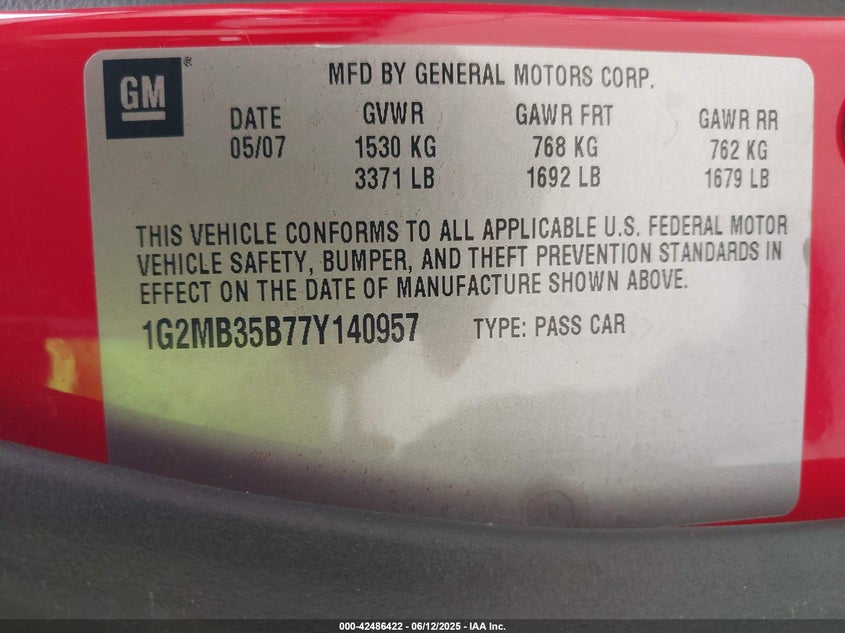 GM ®
MFD BY GENERAL MOTORS CORP.
DATE GVWR GAWR FRT GAWR RR
05/07 1530 KG 768 KG 762 KG
3371 LB 1692 LB 1679 LB
THIS VEHICLE CONFORMS TO ALL APPLICABLE U.S. FEDERAL MOTOR
VEHICLE SAFETY, BUMPER, AND THEFT PREVENTION STANDARDS IN
EFFECT ON THE DATE OF MANUFACTURE SHOWN ABOVE.
1G2MB35B77Y140957 TYPE: PASS CAR
000-42486422 - 06/12/2025 - IAA Inc.